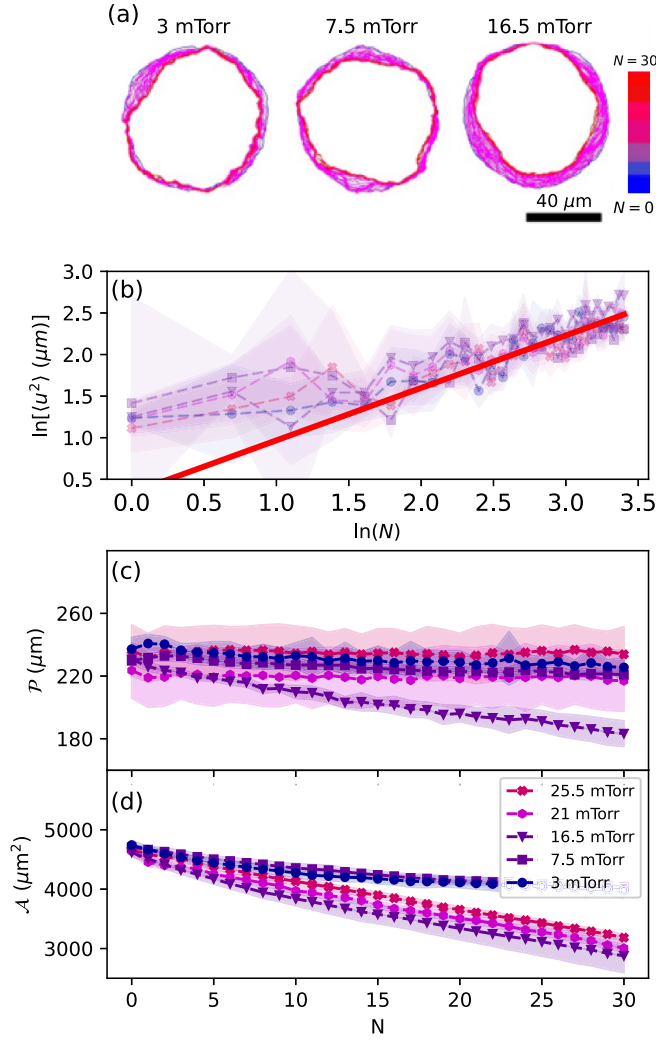 (a)
3 mTorr 7.5 mTorr 16.5 mTorr
N = 30
N = 0
40 μm
(b)
ln[⟨u²⟩ (μm)]
3.0
2.5
2.0
1.5
1.0
0.5
0.0 0.5 1.0 1.5 2.0 2.5 3.0 3.5
ln(N)
(c)
𝒫 (μm)
260
220
180
(d)
𝒜 (μm²)
5000
4000
3000
25.5 mTorr
21 mTorr
16.5 mTorr
7.5 mTorr
3 mTorr
0 5 10 15 20 25 30
N